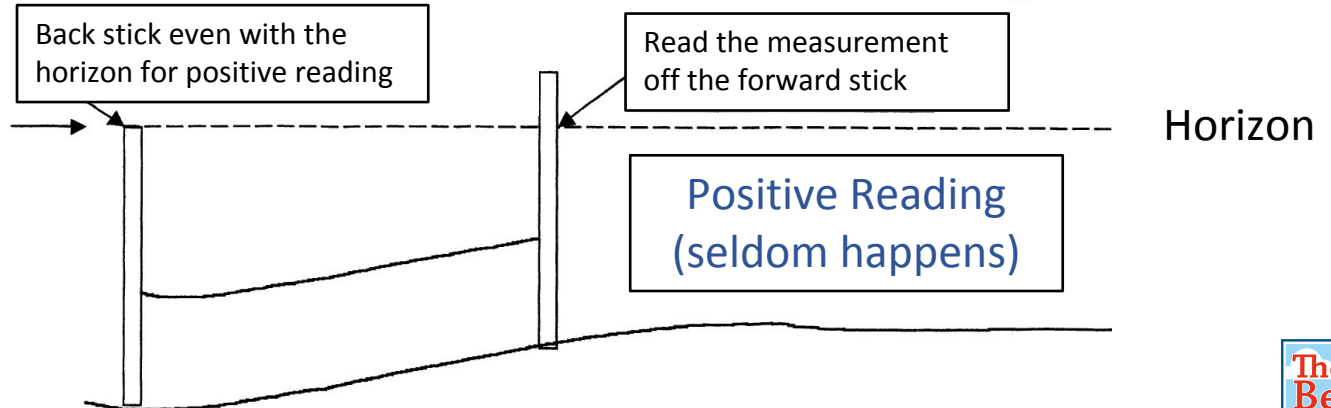 Back stick even with the
horizon for positive reading
Read the measurement
off the forward stick
Horizon
Positive Reading
(seldom happens)